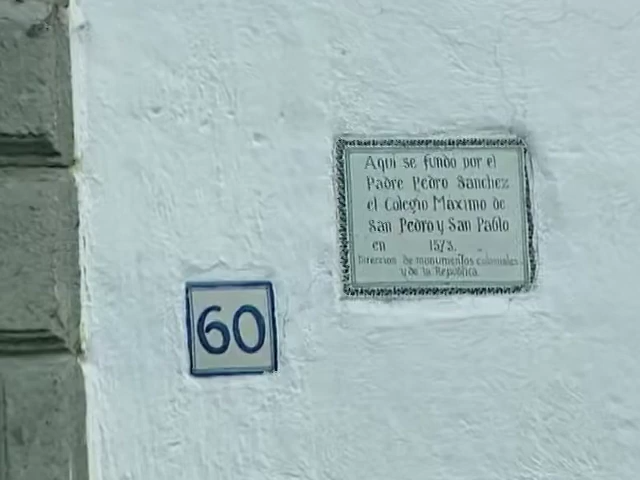 Aqui se fundo por el
Padre Pedro Sanchez
el Colegio Máximo de
San Pedro y San Pablo
en 1573.
Direccion de monumentos coloniales
y de la Republica.
60